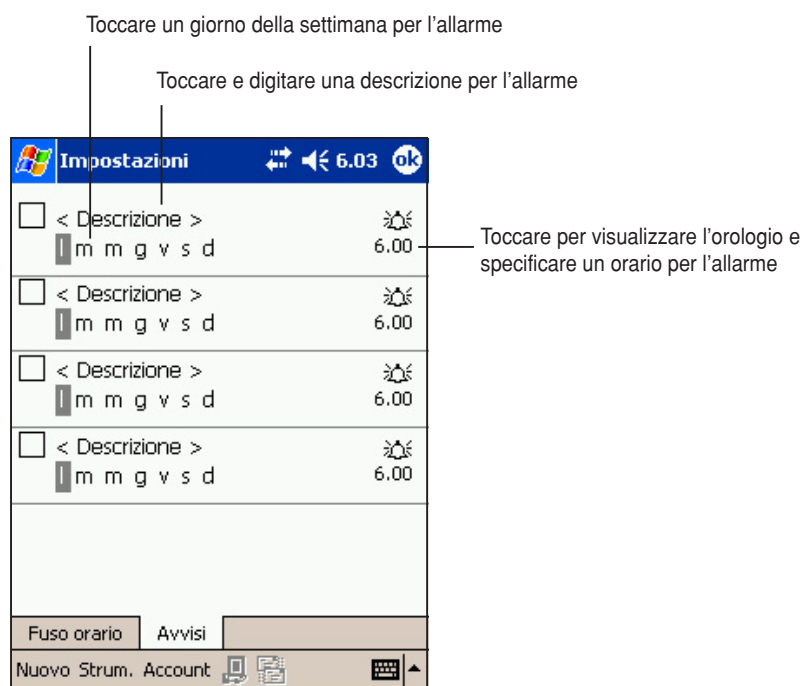 Toccare un giorno della settimana per l'allarme
Toccare e digitare una descrizione per l'allarme
Impostazioni 6.03 ok
< Descrizione >
l m m g v s d 6.00
Toccare per visualizzare l'orologio e
specificare un orario per l'allarme
< Descrizione >
l m m g v s d 6.00
< Descrizione >
l m m g v s d 6.00
< Descrizione >
l m m g v s d 6.00
Fuso orario Avvisi
Nuovo Strum. Account